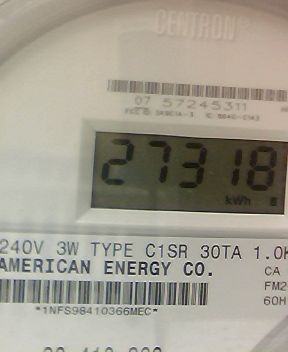 CENTRON®
07 57245311
27318
kWh
240V 3W TYPE C1SR 30TA 1.0K
AMERICAN ENERGY CO.
CA
FM2
60H
*1NFS98410366MEC*